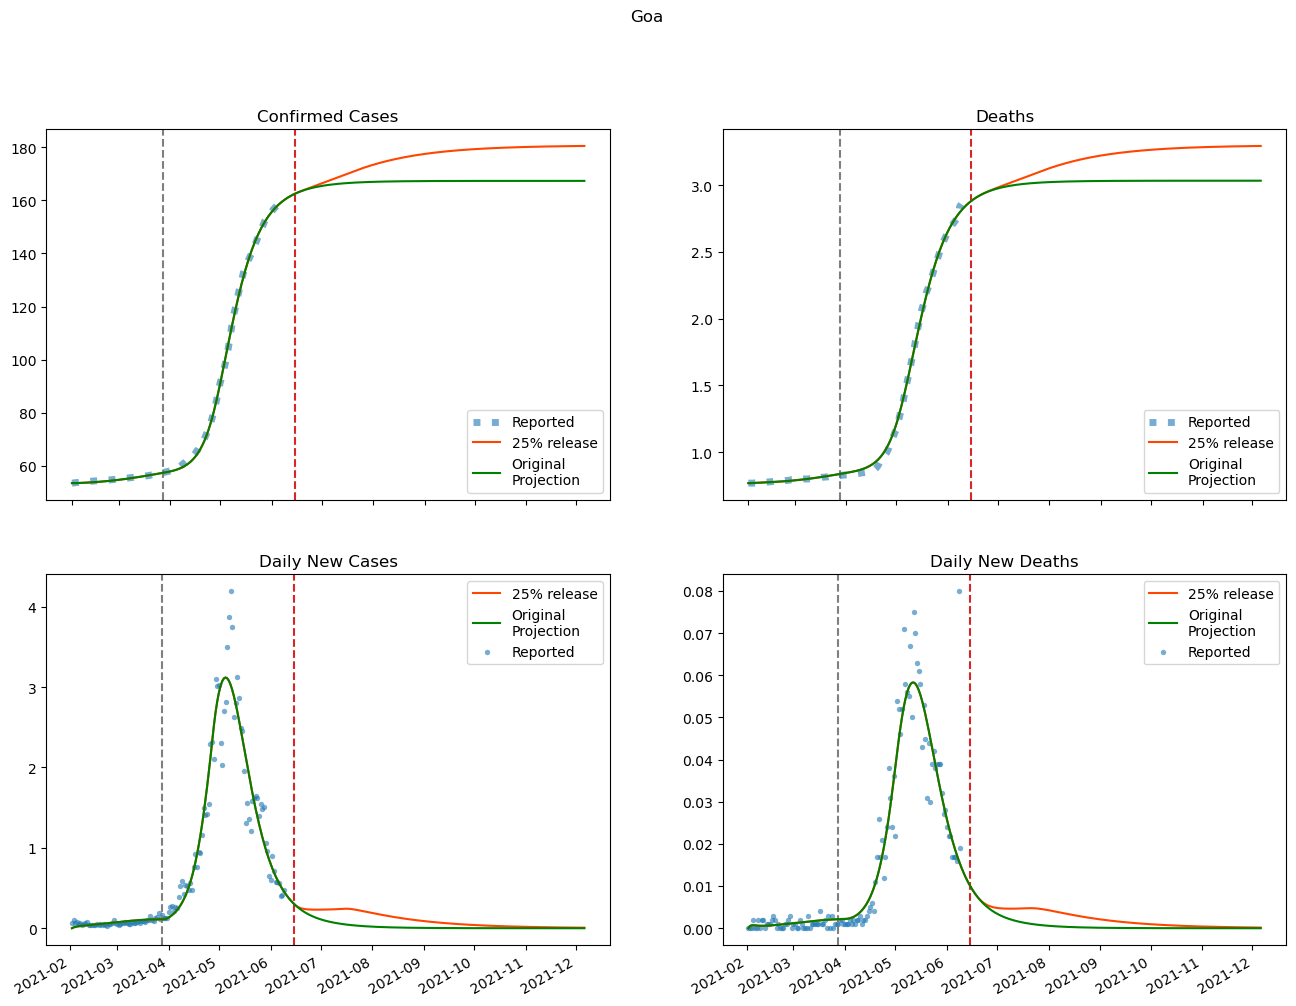 Goa
Confirmed Cases
180
160
140
120
100
80
60
Reported
25% release
Original
Projection
Deaths
3.0
2.5
2.0
1.5
1.0
Reported
25% release
Original
Projection
Daily New Cases
4
3
2
1
0
25% release
Original
Projection
Reported
2021-02
2021-03
2021-04
2021-05
2021-06
2021-07
2021-08
2021-09
2021-10
2021-11
2021-12
Daily New Deaths
0.08
0.07
0.06
0.05
0.04
0.03
0.02
0.01
0.00
25% release
Original
Projection
Reported
2021-02
2021-03
2021-04
2021-05
2021-06
2021-07
2021-08
2021-09
2021-10
2021-11
2021-12